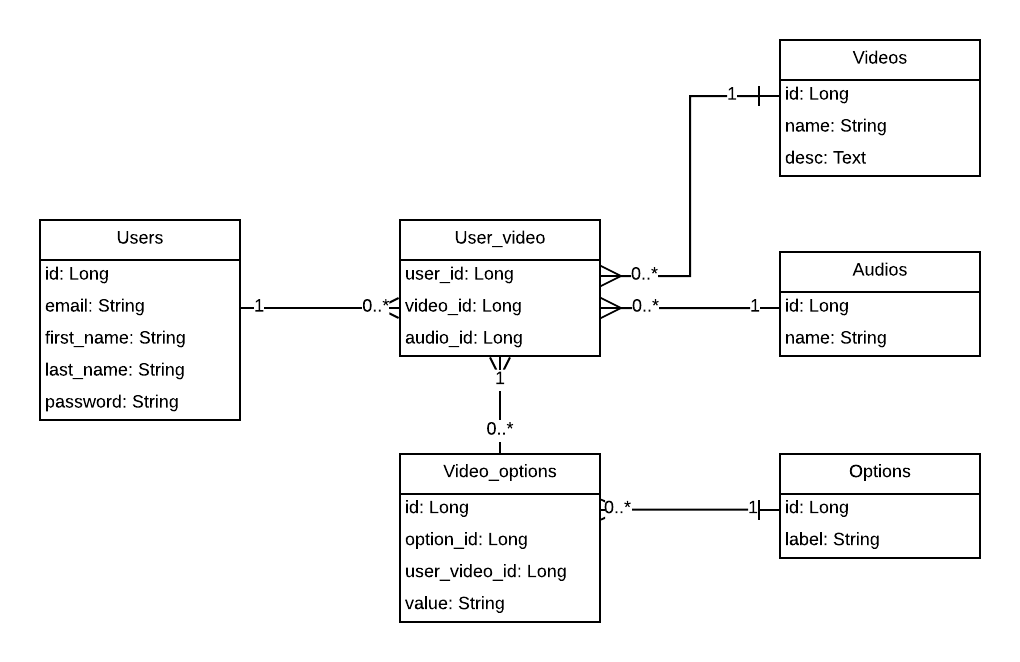 Videos
id: Long
name: String
desc: Text
1
0..*
Users
id: Long
email: String
first_name: String
last_name: String
password: String
1
0..*
User_video
user_id: Long
video_id: Long
audio_id: Long
0..*
1
Audios
id: Long
name: String
1
0..*
Video_options
id: Long
option_id: Long
user_video_id: Long
value: String
0..*
1
Options
id: Long
label: String